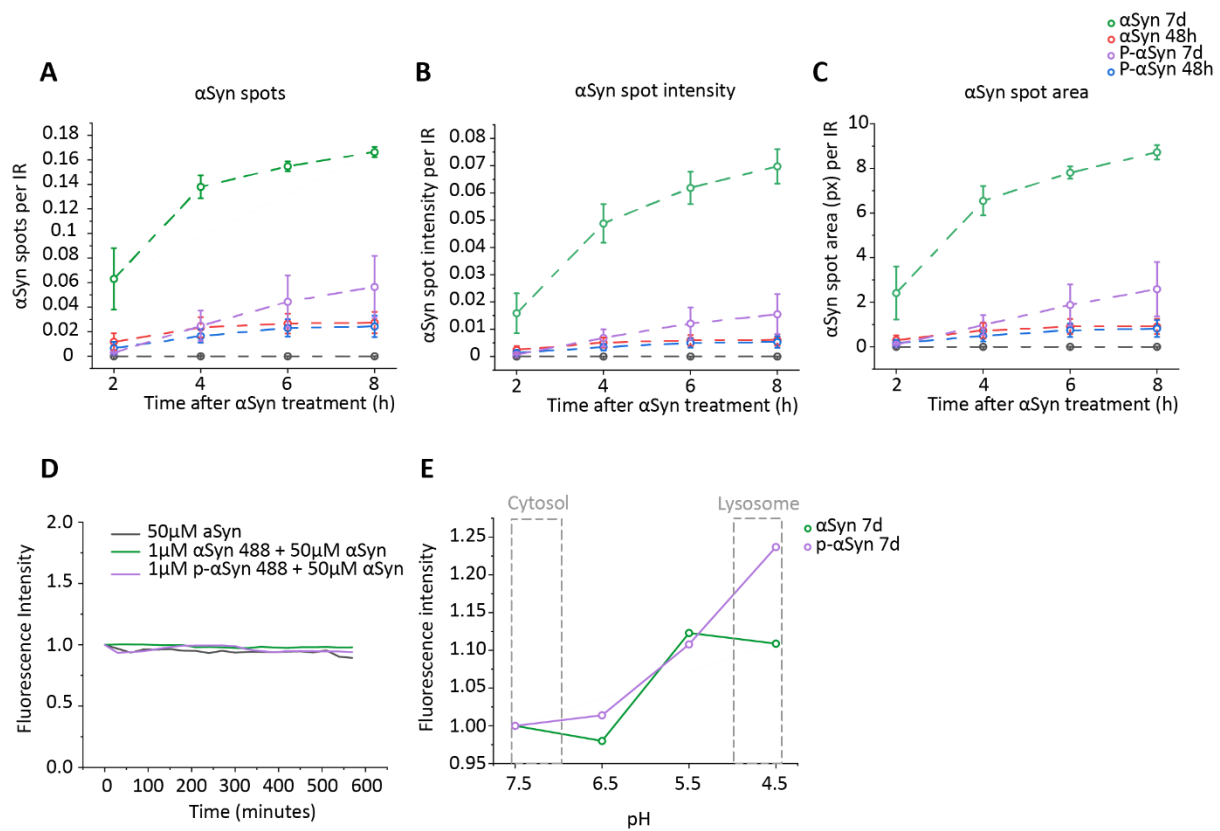 αSyn 7d
αSyn 48h
P-αSyn 7d
P-αSyn 48h
A
αSyn spots
αSyn spots per IR
0.18
0.16
0.14
0.12
0.1
0.08
0.06
0.04
0.02
0
2
4
6
8
Time after αSyn treatment (h)
B
αSyn spot intensity
αSyn spot intensity per IR
0.08
0.07
0.06
0.05
0.04
0.03
0.02
0.01
0
2
4
6
8
Time after αSyn treatment (h)
C
αSyn spot area
αSyn spot area (px) per IR
10
8
6
4
2
0
2
4
6
8
Time after αSyn treatment (h)
D
50µM aSyn
1µM αSyn 488 + 50µM αSyn
1µM p-αSyn 488 + 50µM αSyn
Fluorescence Intensity
2.0
1.5
1.0
0.5
0.0
0
100
200
300
400
500
600
Time (minutes)
E
Cytosol
Lysosome
αSyn 7d
p-αSyn 7d
Fluorescence intensity
1.25
1.20
1.15
1.10
1.05
1.00
0.95
7.5
6.5
5.5
4.5
pH